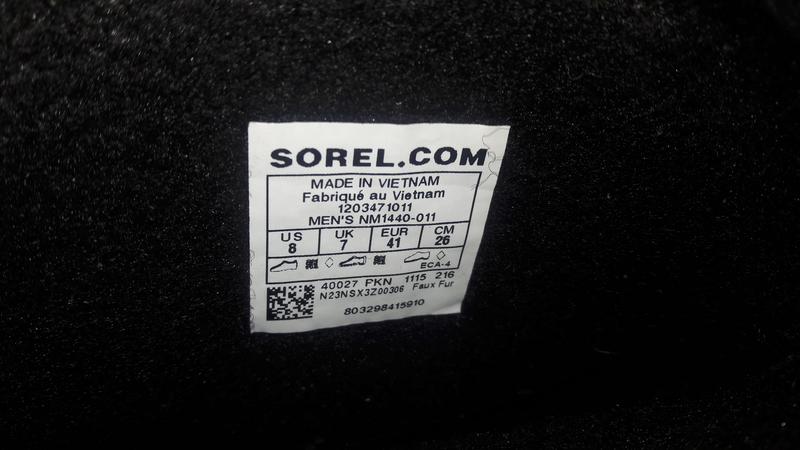 SOREL.COM
MADE IN VIETNAM
Fabriqué au Vietnam
1203471011
MEN'S NM1440-011
US UK EUR CM
8 7 41 26
ECA-4
40027 PKN 1115 216
N23NSX3Z00306 Faux Fur
803298415910